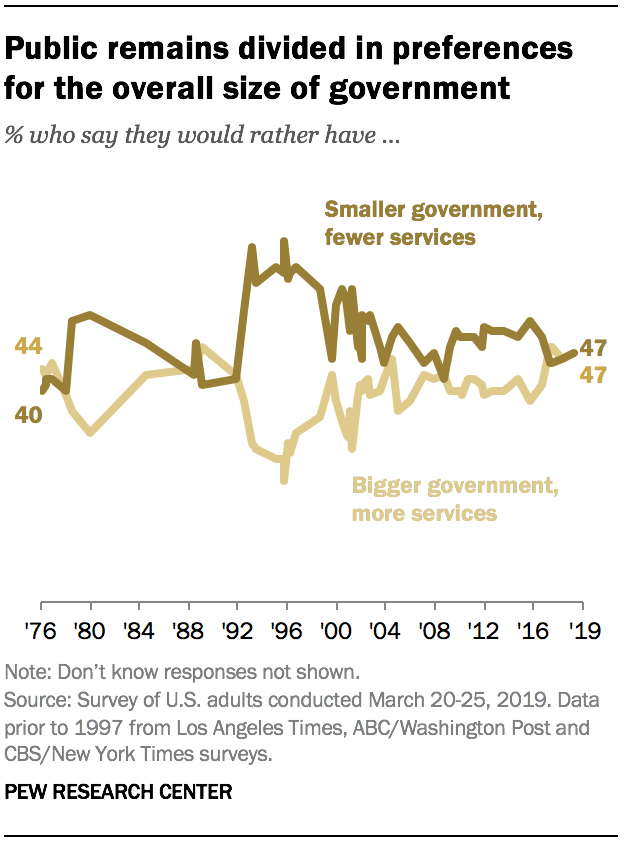 Public remains divided in preferences
for the overall size of government
% who say they would rather have ...
Smaller government,
fewer services
44
40
47
47
Bigger government,
more services
'76 '80 '84 '88 '92 '96 '00 '04 '08 '12 '16 '19
Note: Don't know responses not shown.
Source: Survey of U.S. adults conducted March 20-25, 2019. Data
prior to 1997 from Los Angeles Times, ABC/Washington Post and
CBS/New York Times surveys.
PEW RESEARCH CENTER